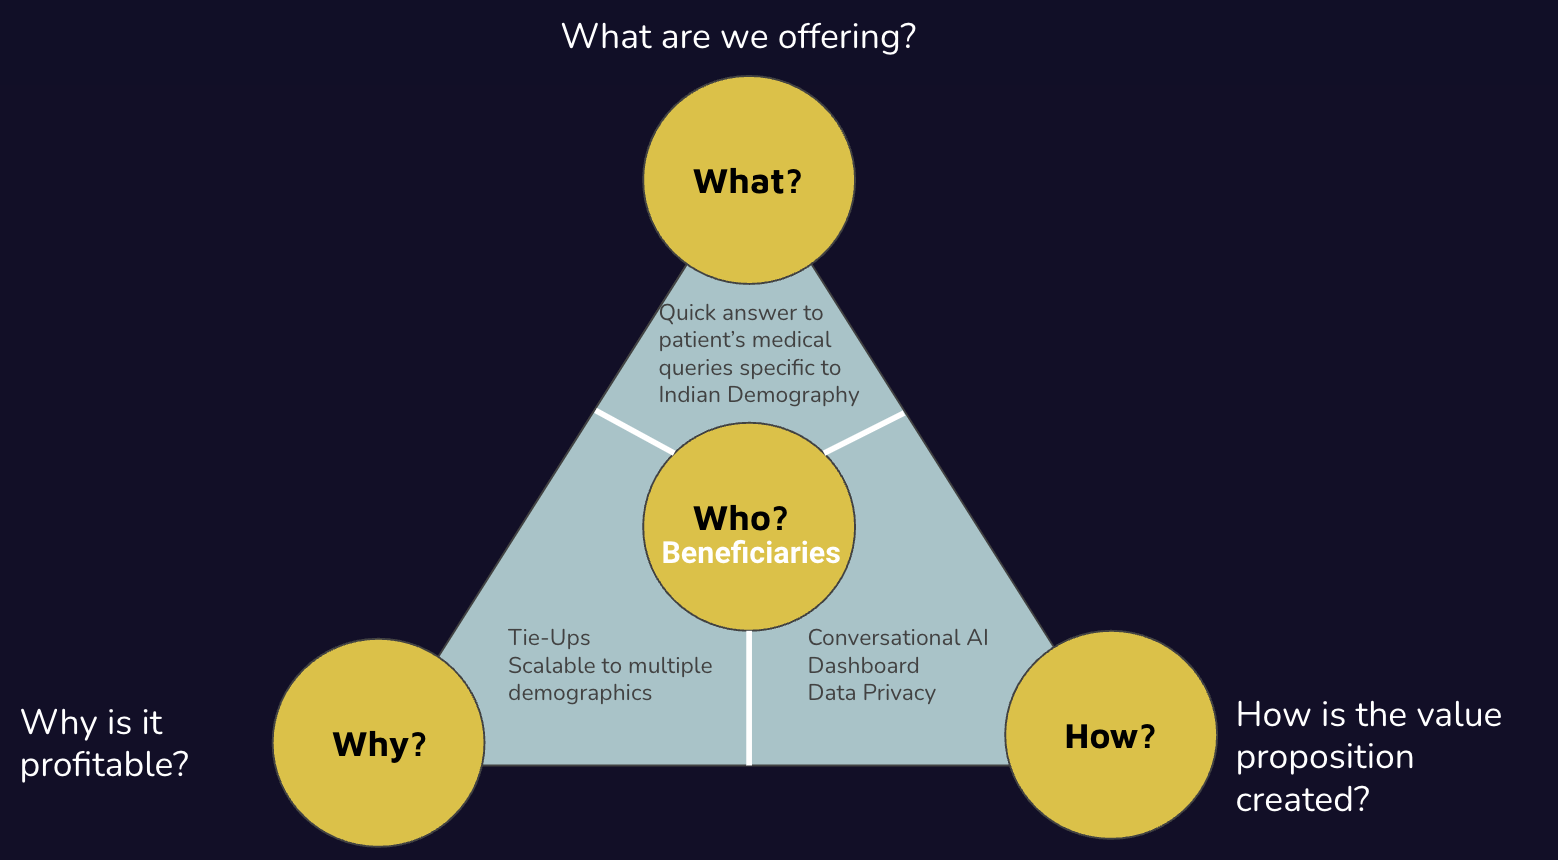 What are we offering?
What?
Quick answer to
patient’s medical
queries specific to
Indian Demography
Who?
Beneficiaries
Tie-Ups
Scalable to multiple
demographics
Conversational AI
Dashboard
Data Privacy
Why is it
profitable?
Why?
How?
How is the value
proposition
created?